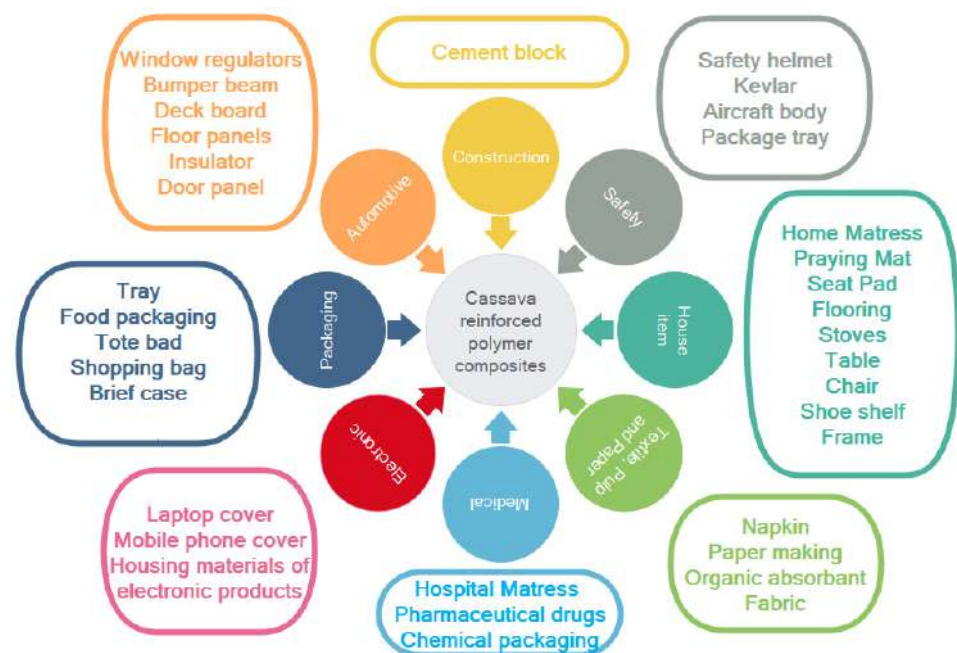 Window regulators
Bumper beam
Deck board
Floor panels
Insulator
Door panel
Cement block
Safety helmet
Kevlar
Aircraft body
Package tray
Automotive
Construction
Safety
Tray
Food packaging
Tote bad
Shopping bag
Brief case
Packaging
Cassava
reinforced
polymer
composites
House
item
Home Matress
Praying Mat
Seat Pad
Flooring
Stoves
Table
Chair
Shoe shelf
Frame
Electronic
Medical
Textile, Pulp
and Paper
Laptop cover
Mobile phone cover
Housing materials of
electronic products
Hospital Matress
Pharmaceutical drugs
Chemical packaging
Napkin
Paper making
Organic absorbant
Fabric